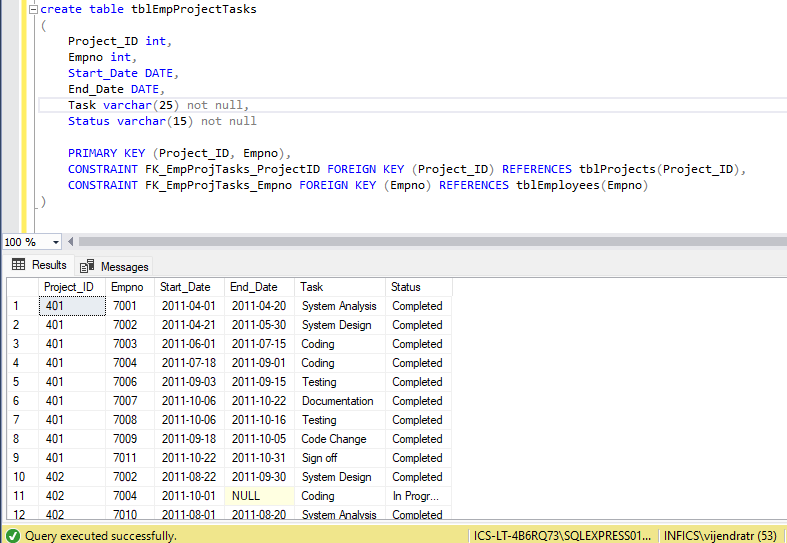 create table tblEmpProjectTasks
(
Project_ID int,
Empno int,
Start_Date DATE,
End_Date DATE,
Task varchar(25) not null,
Status varchar(15) not null
PRIMARY KEY (Project_ID, Empno),
CONSTRAINT FK_EmpProjTasks_ProjectID FOREIGN KEY (Project_ID) REFERENCES tblProjects(Project_ID),
CONSTRAINT FK_EmpProjTasks_Empno FOREIGN KEY (Empno) REFERENCES tblEmployees(Empno)
)
100 %
Results Messages
Project_ID Empno Start_Date End_Date Task Status
1 401 7001 2011-04-01 2011-04-20 System Analysis Completed
2 401 7002 2011-04-21 2011-05-30 System Design Completed
3 401 7003 2011-06-01 2011-07-15 Coding Completed
4 401 7004 2011-07-18 2011-09-01 Coding Completed
5 401 7006 2011-09-03 2011-09-15 Testing Completed
6 401 7007 2011-10-06 2011-10-22 Documentation Completed
7 401 7008 2011-10-06 2011-10-16 Testing Completed
8 401 7009 2011-09-18 2011-10-05 Code Change Completed
9 401 7011 2011-10-22 2011-10-31 Sign off Completed
10 402 7002 2011-08-22 2011-09-30 System Design Completed
11 402 7004 2011-10-01 NULL Coding In Progr...
12 402 7010 2011-08-01 2011-08-20 System Analysis Completed
Query executed successfully. ICS-LT-4B6RQ73\SQLEXPRESS01... INFICS\vijendratr (53)